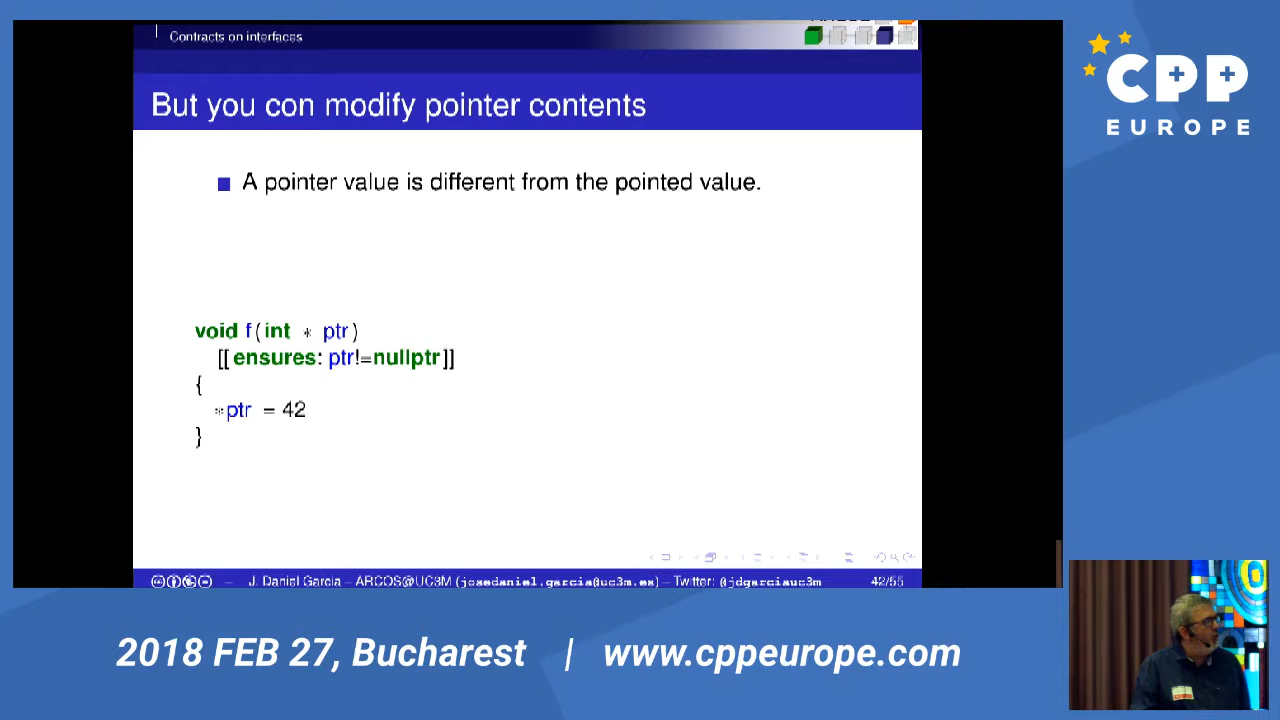 Contracts on interfaces
But you con modify pointer contents
A pointer value is different from the pointed value.
void f(int * ptr)
[[ensures: ptr!=nullptr]]
{
*ptr = 42
}
J. Daniel Garcia – ARCOS@UC3M (josedaniel.garcia@uc3m.es) – Twitter: @jdgarciauc3m
42/55
CPP
EUROPE
2018 FEB 27, Bucharest | www.cppeurope.com